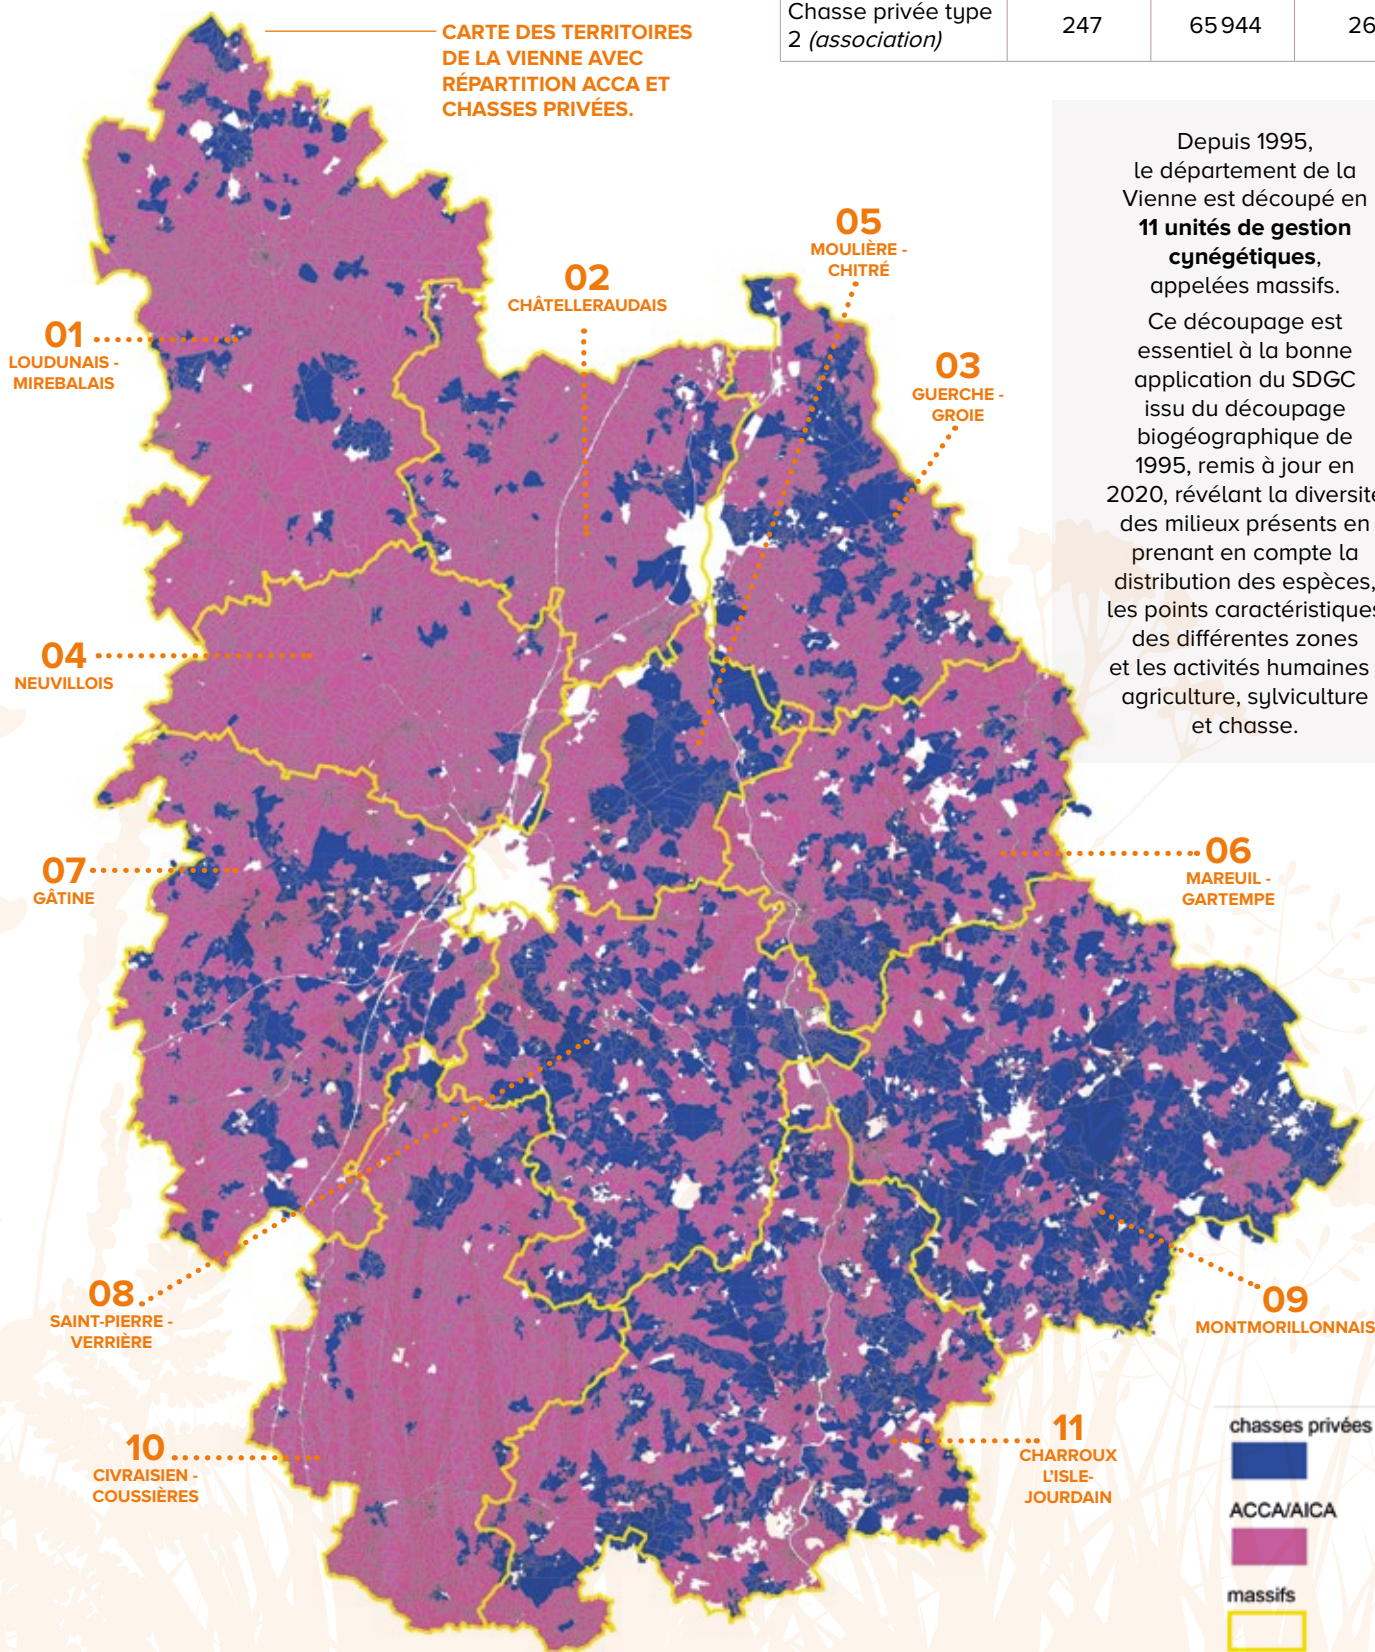 Chasse privée type
2 (association)
247
65 944
26
CARTE DES TERRITOIRES
DE LA VIENNE AVEC
RÉPARTITION ACCA ET
CHASSES PRIVÉES.
Depuis 1995,
le département de la
Vienne est découpé en
11 unités de gestion
cynégétiques,
appelées massifs.
Ce découpage est
essentiel à la bonne
application du SDGC
issu du découpage
biogéographique de
1995, remis à jour en
2020, révélant la diversité
des milieux présents en
prenant en compte la
distribution des espèces,
les points caractéristiques
des différentes zones
et les activités humaines
agriculture, sylviculture
et chasse.
05
MOULIÈRE -
CHITRÉ
02
CHÂTELLERAUDAIS
01
LOUDUNAIS -
MIREBALAIS
03
GUERCHE -
GROIE
04
NEUVILLOIS
07
GÂTINE
06
MAREUIL -
GARTEMPE
08
SAINT-PIERRE -
VERRIÈRE
09
MONTMORILLONNAIS
10
CIVRAISIEN -
COUSSIÈRES
11
CHARROUX
L'ISLE-
JOURDAIN
chasses privées
ACCA/AICA
massifs